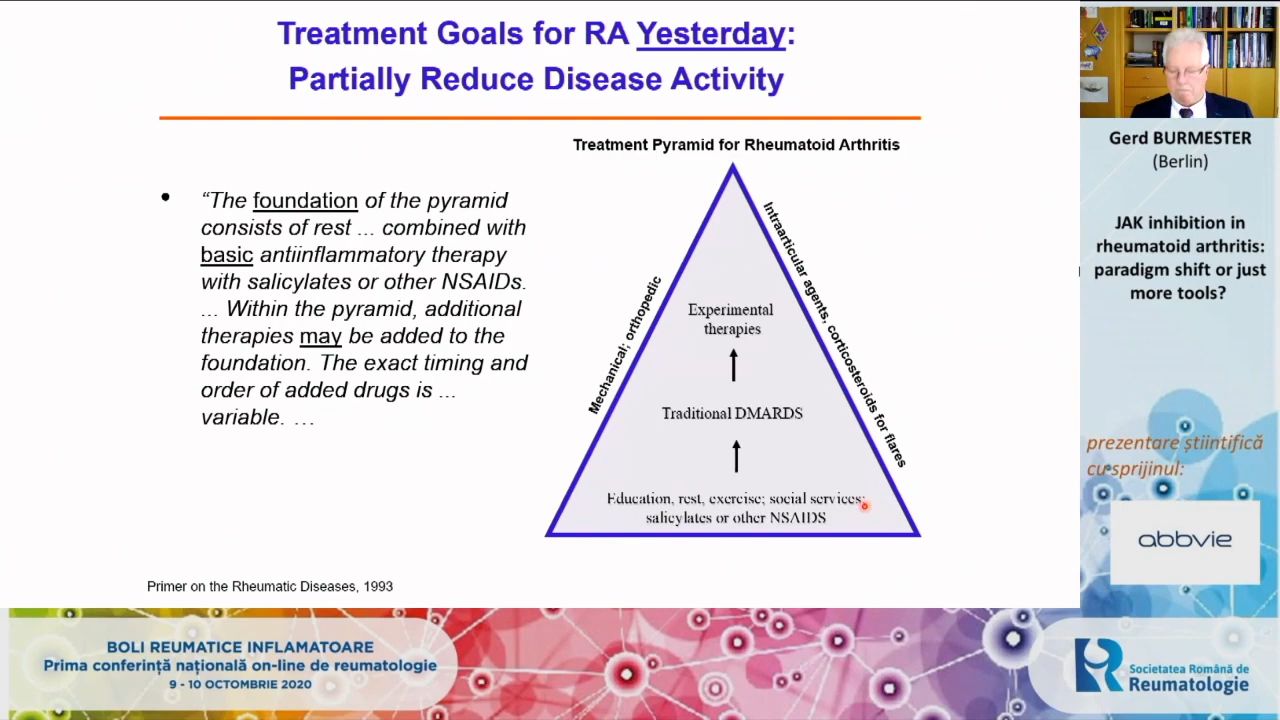 Treatment Goals for RA Yesterday:
Partially Reduce Disease Activity
Treatment Pyramid for Rheumatoid Arthritis
• “The foundation of the pyramid
consists of rest ... combined with
basic antiinflammatory therapy
with salicylates or other NSAIDs.
... Within the pyramid, additional
therapies may be added to the
foundation. The exact timing and
order of added drugs is ...
variable. …
Mechanical; orthopedic
Intraarticular agents, corticosteroids for flares
Experimental
therapies
Traditional DMARDS
Education, rest, exercise; social services;
salicylates or other NSAIDS
Primer on the Rheumatic Diseases, 1993
Gerd BURMESTER
(Berlin)
JAK inhibition in
rheumatoid arthritis:
paradigm shift or just
more tools?
prezentare științifică
cu sprijinul:
abbvie
BOLI REUMATICE INFLAMATOARE
Prima conferință națională on-line de reumatologie
9 - 10 OCTOMBRIE 2020
Societatea Română de
Reumatologie